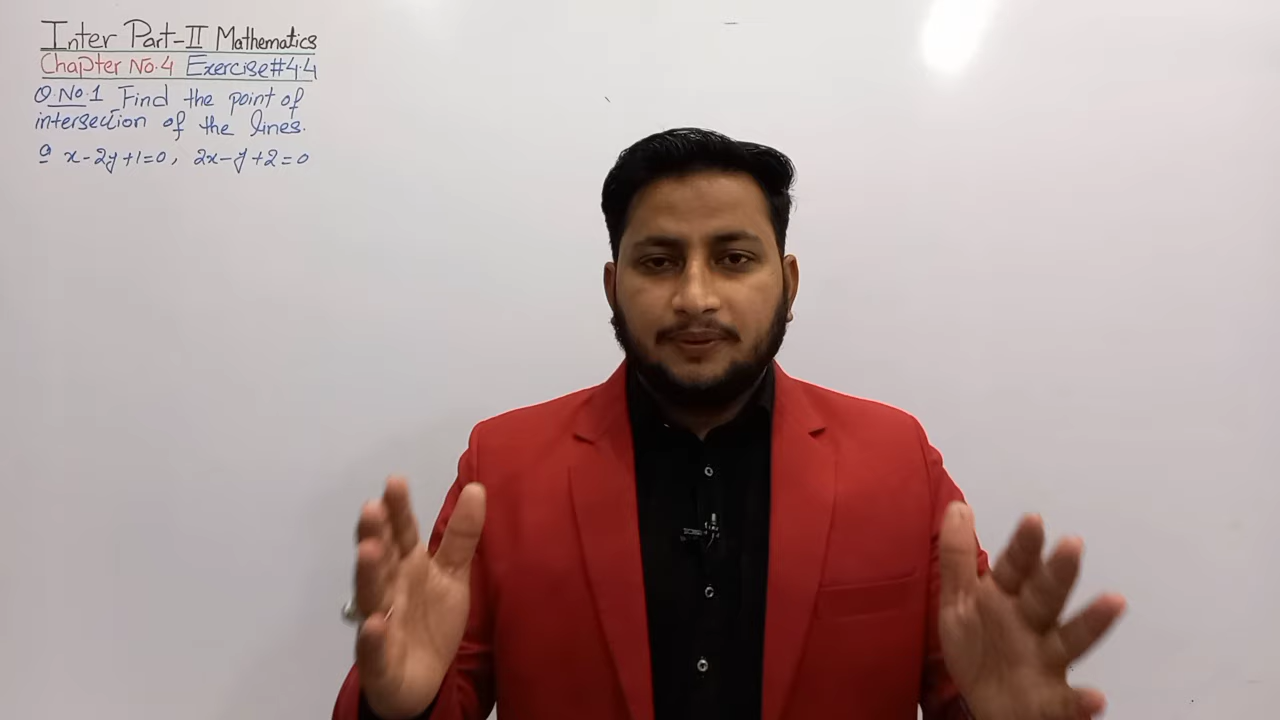 Inter Part-II Mathematics
Chapter No.4 Exercise#4.4
Q.No.1 Find the point of
intersection of the lines.
a x-2y+1=0, 2x-y+2=0